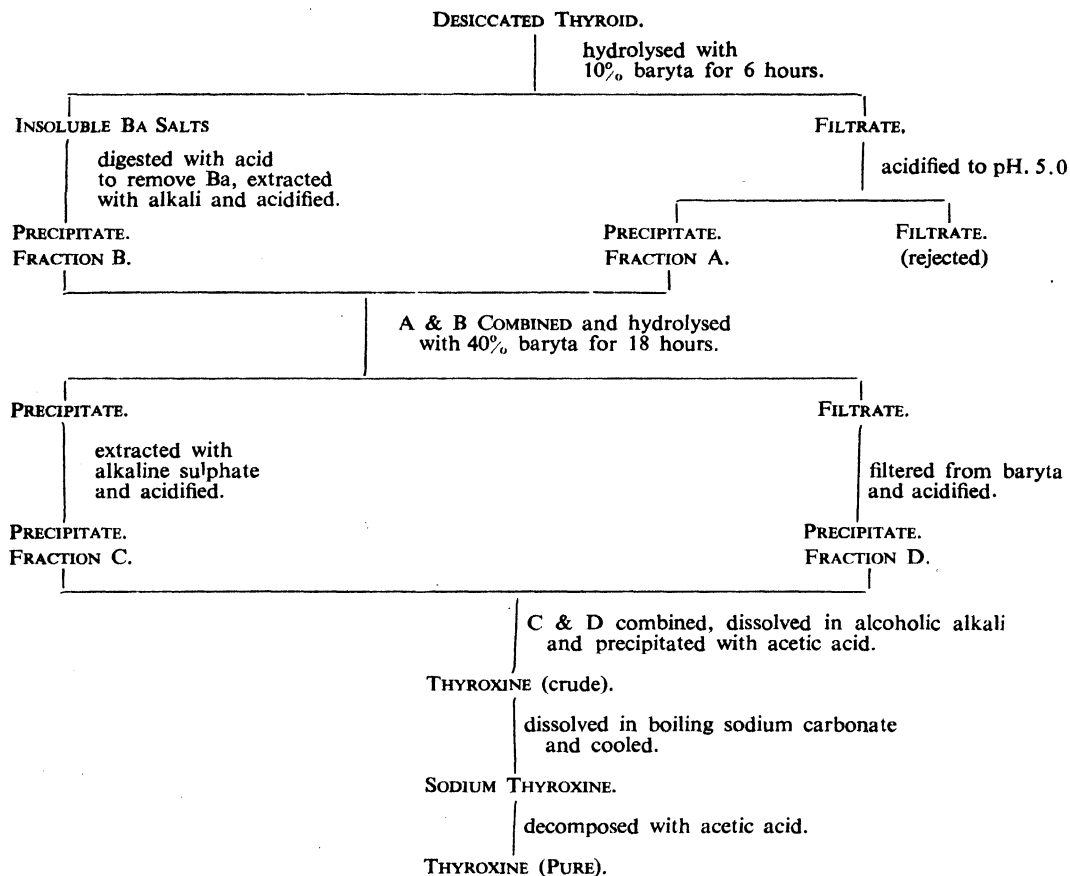 DESICCATED THYROID.
hydrolysed with
10% baryta for 6 hours.
INSOLUBLE BA SALTS
digested with acid
to remove Ba, extracted
with alkali and acidified.
FILTRATE.
acidified to pH. 5.0
PRECIPITATE.
FRACTION B.
PRECIPITATE.
FRACTION A.
FILTRATE.
(rejected)
A & B COMBINED and hydrolysed
with 40% baryta for 18 hours.
PRECIPITATE.
extracted with
alkaline sulphate
and acidified.
FILTRATE.
filtered from baryta
and acidified.
PRECIPITATE.
FRACTION C.
PRECIPITATE.
FRACTION D.
C & D combined, dissolved in alcoholic alkali
and precipitated with acetic acid.
THYROXINE (crude).
dissolved in boiling sodium carbonate
and cooled.
SODIUM THYROXINE.
decomposed with acetic acid.
THYROXINE (PURE).